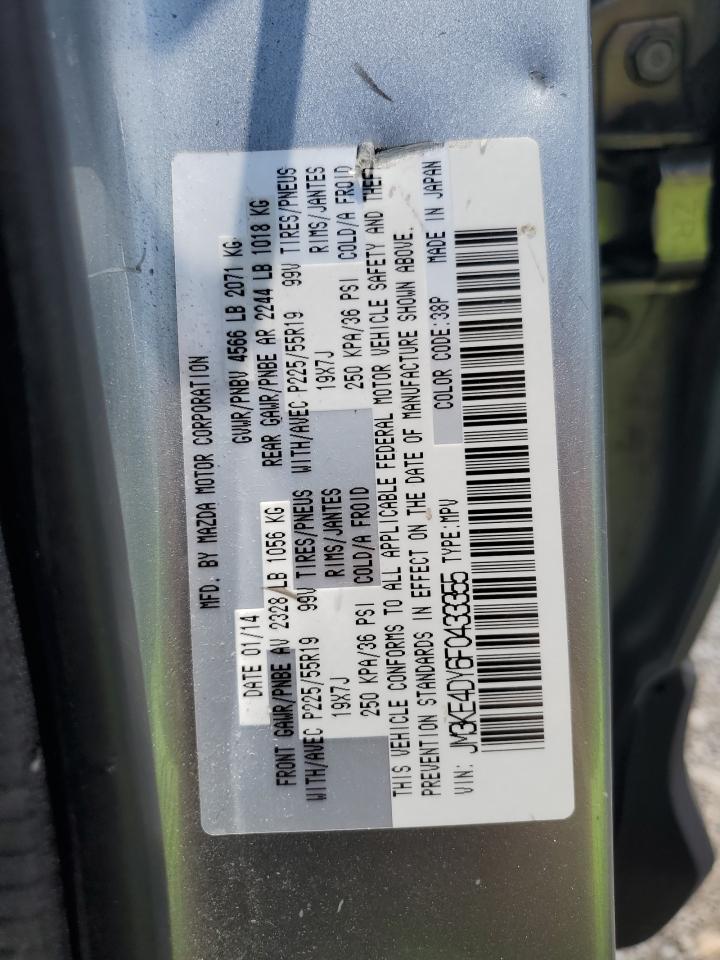 MFD. BY MAZDA MOTOR CORPORATION
DATE 01/14 GVWR/PNBV 4566 LB 2071 KG
FRONT GAWR/PNBE AV 2328 LB 1056 KG REAR GAWR/PNBE AR 2244 LB 1018 KG
WITH/AVEC P225/55R19 99V TIRES/PNEUS WITH/AVEC P225/55R19 99V TIRES/PNEUS
19X7J RIMS/JANTES 19X7J RIMS/JANTES
250 KPA/36 PSI COLD/A FROID 250 KPA/36 PSI COLD/A FROID
THIS VEHICLE CONFORMS TO ALL APPLICABLE FEDERAL MOTOR VEHICLE SAFETY AND THEFT
PREVENTION STANDARDS IN EFFECT ON THE DATE OF MANUFACTURE SHOWN ABOVE.
COLOR CODE:38P MADE IN JAPAN
VIN: JM3KE4DY6F0433355 TYPE:MPV